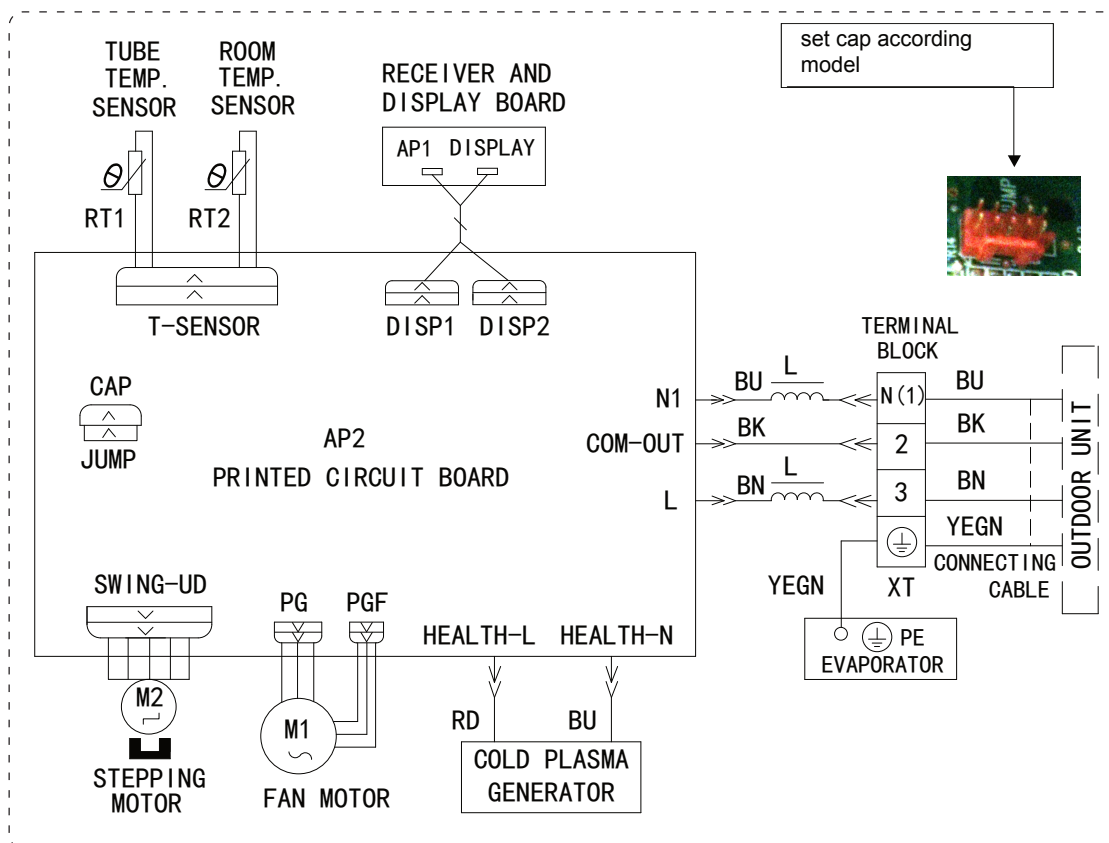 set cap according
model
TUBE
TEMP.
SENSOR
ROOM
TEMP.
SENSOR
RECEIVER AND
DISPLAY BOARD
AP1 DISPLAY
θ
RT1
θ
RT2
T-SENSOR
DISP1
DISP2
CAP
JUMP
AP2
PRINTED CIRCUIT BOARD
N1
COM-OUT
L
BU
L
BK
BN
L
TERMINAL
BLOCK
N(1)
2
3
XT
BU
BK
BN
YEGN
CONNECTING
CABLE
OUTDOOR UNIT
YEGN
PE
EVAPORATOR
SWING-UD
M2
STEPPING
MOTOR
PG
PGF
M1
FAN MOTOR
HEALTH-L
HEALTH-N
RD
BU
COLD PLASMA
GENERATOR